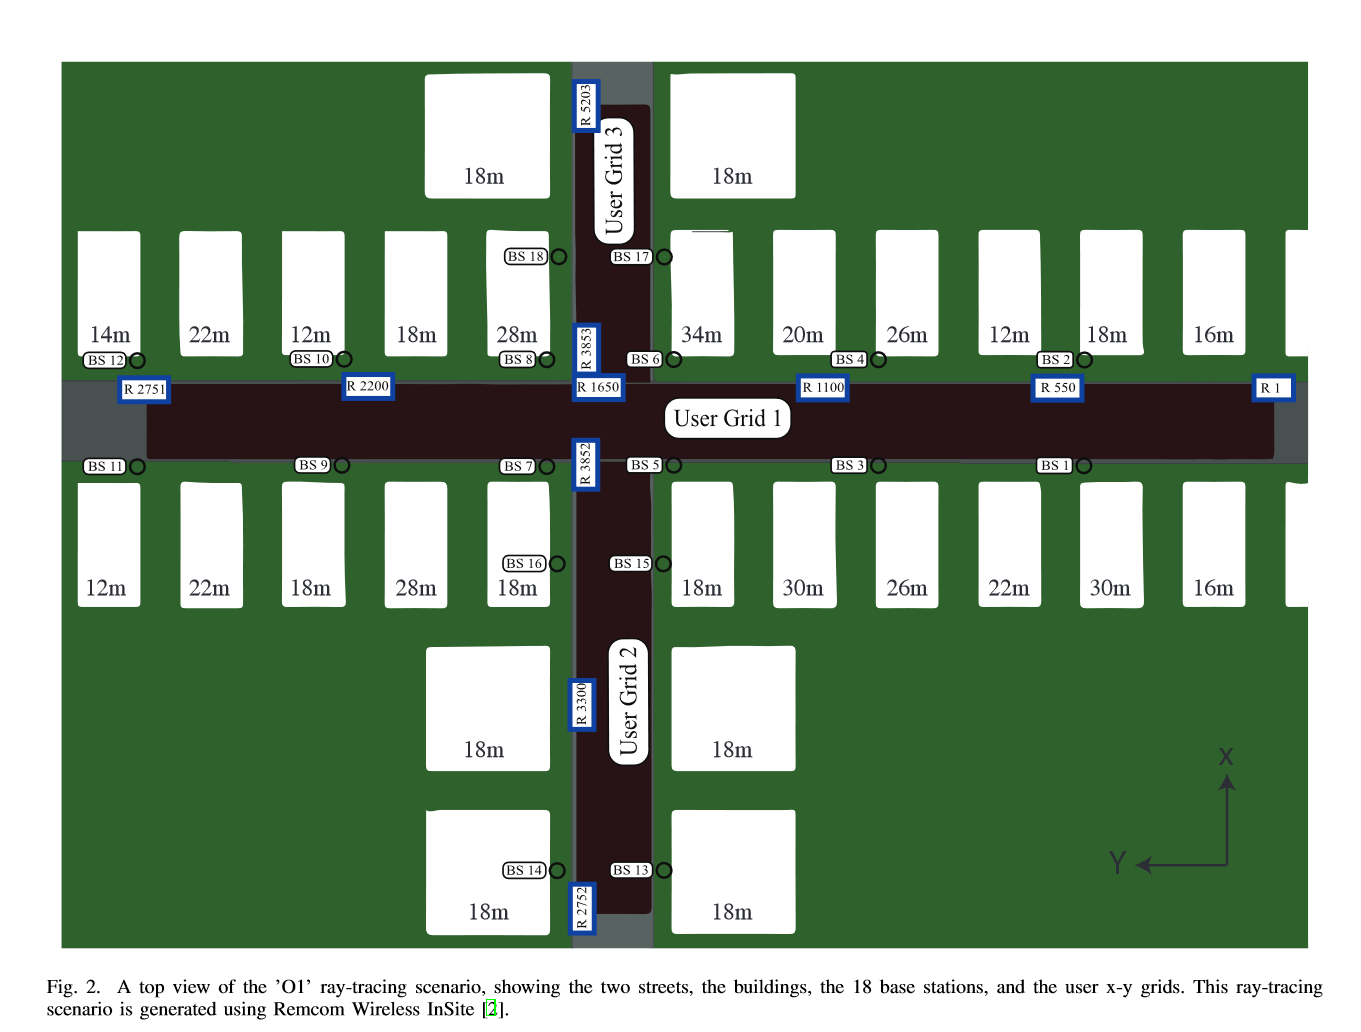 R 5203
User Grid 3
18m
18m
BS 18
BS 17
14m
22m
12m
18m
28m
R 3853
34m
20m
26m
12m
18m
16m
BS 12
BS 10
BS 8
BS 6
BS 4
BS 2
R 2751
R 2200
R 1650
R 1100
R 550
R 1
User Grid 1
BS 11
BS 9
BS 7
R 3852
BS 5
BS 3
BS 1
BS 16
BS 15
12m
22m
18m
28m
18m
18m
30m
26m
22m
30m
16m
R 3300
User Grid 2
18m
18m
X
Y
BS 14
BS 13
R 2752
18m
18m
Fig. 2. A top view of the ’O1’ ray-tracing scenario, showing the two streets, the buildings, the 18 base stations, and the user x-y grids. This ray-tracing
scenario is generated using Remcom Wireless InSite [2].